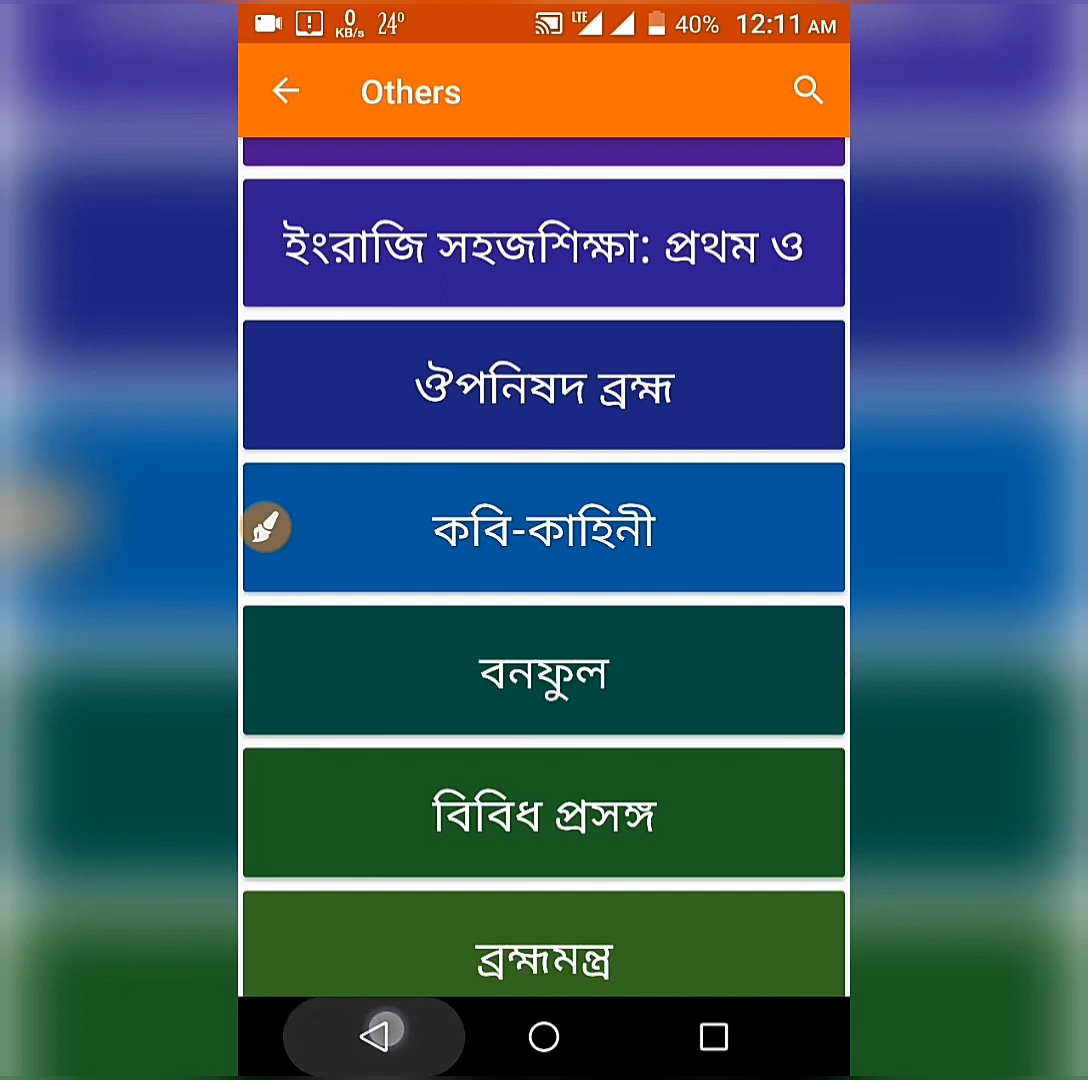 0 KB/s 24° LTE 40% 12:11 AM
Others
ইংরাজি সহজশিক্ষা: প্রথম ও
ঔপনিষদ ব্রহ্ম
কবি-কাহিনী
বনফুল
বিবিধ প্রসঙ্গ
ব্রহ্মমন্ত্র